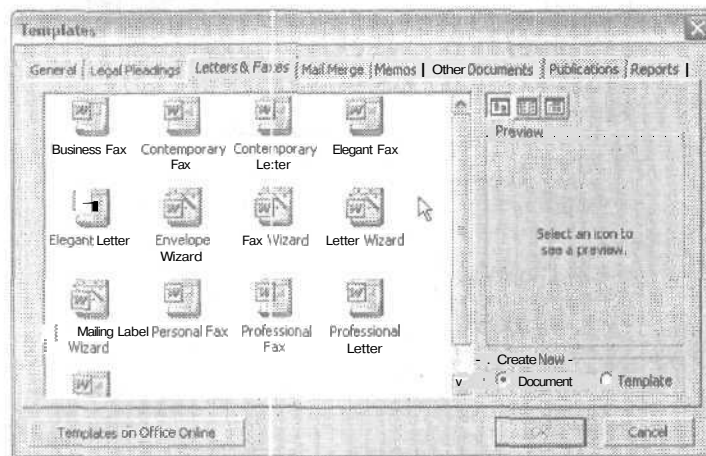 Templates
General Legal Pleadings Letters & Faxes Mail Merge Memos Other Documents Publications Reports
Preview
Business Fax Contemporary Fax Contemporary Letter Elegant Fax
Select an icon to see a preview.
Elegant Letter Envelope Wizard Fax Wizard Letter Wizard
Mailing Label Wizard Personal Fax Professional Fax Professional Letter
Create New
Document Template
Templates on Office Online OK Cancel